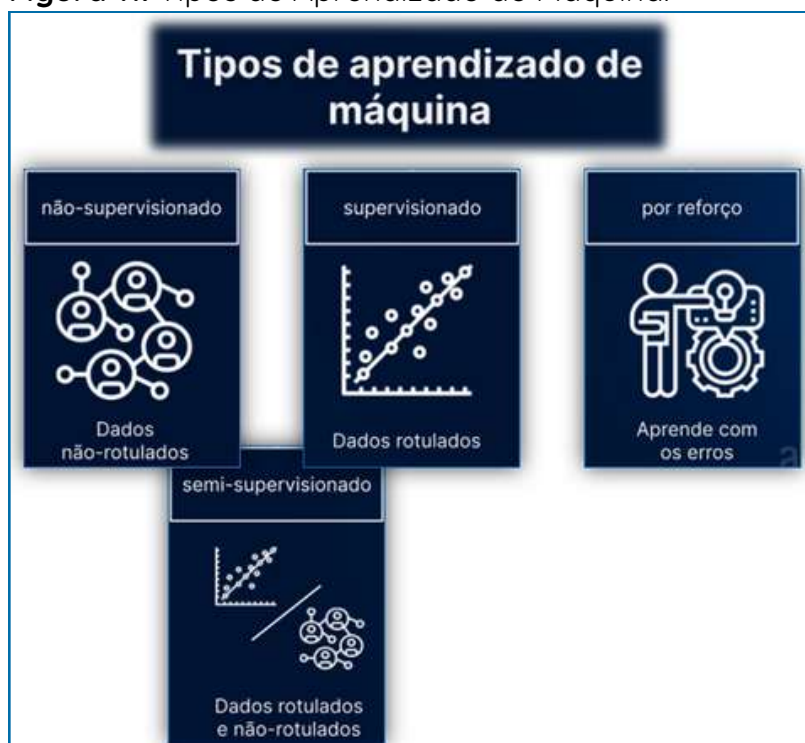 Tipos de aprendizado de
máquina
não-supervisionado
Dados
não-rotulados
supervisionado
Dados rotulados
por reforço
Aprende com
os erros
semi-supervisionado
Dados rotulados
e não-rotulados